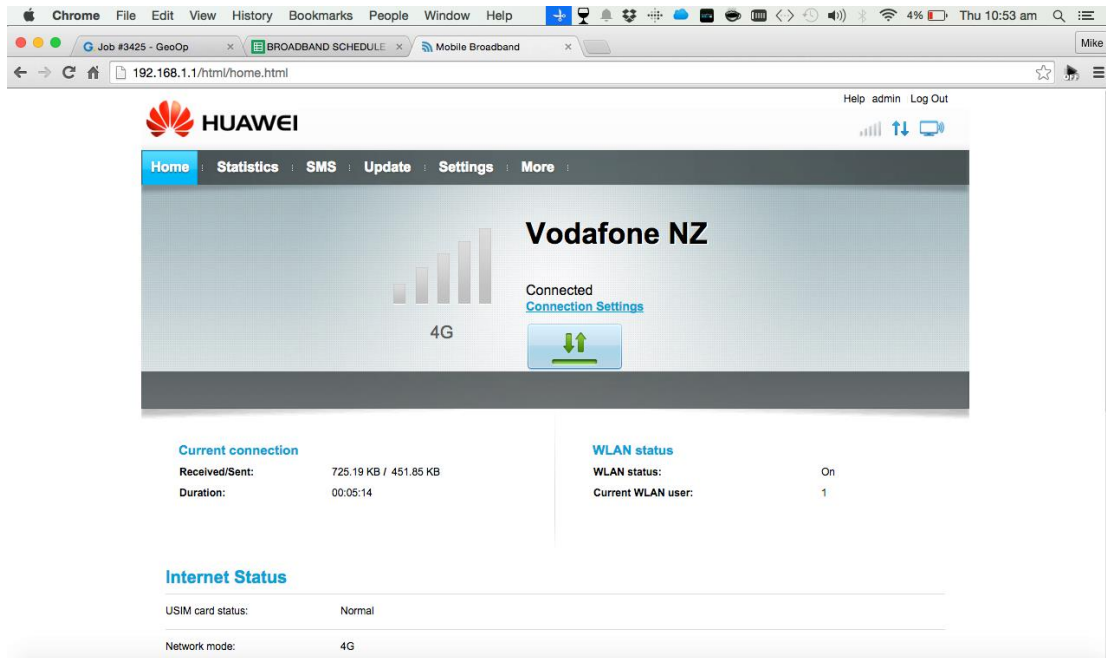 Chrome File Edit View History Bookmarks People Window Help 4% Thu 10:53 am
G Job #3425 - GeoOp × BROADBAND SCHEDULE × Mobile Broadband × Mike
192.168.1.1/html/home.html
Help admin Log Out
HUAWEI
Home Statistics SMS Update Settings More
Vodafone NZ
Connected
Connection Settings
4G
Current connection WLAN status
Received/Sent: 725.19 KB / 451.85 KB WLAN status: On
Duration: 00:05:14 Current WLAN user: 1
Internet Status
USIM card status: Normal
Network mode: 4G